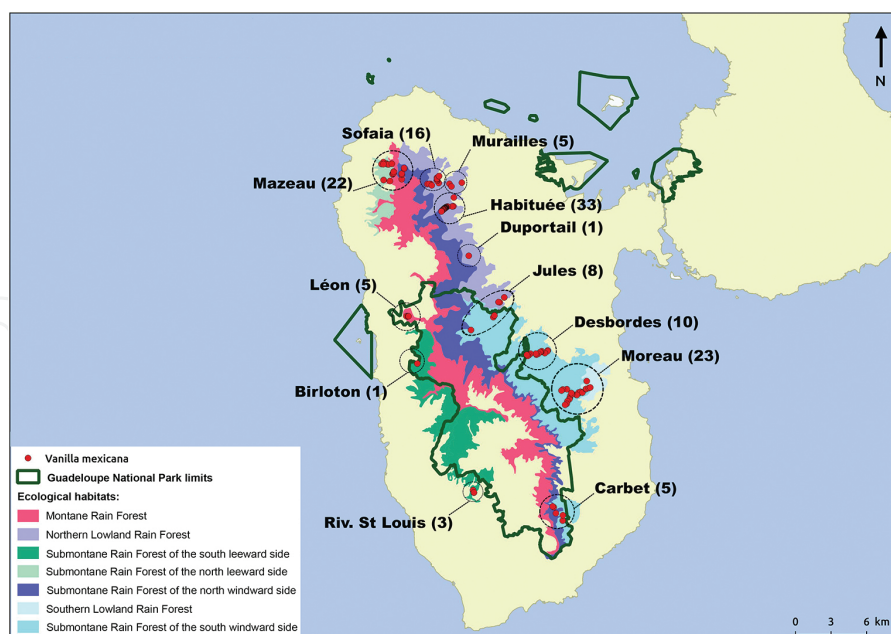 N
Sofaia (16)
Murailles (5)
Mazeau (22)
Habituée (33)
Duportail (1)
Jules (8)
Léon (5)
Desbordes (10)
Moreau (23)
Birloton (1)
Carbet (5)
Riv. St Louis (3)
Vanilla mexicana
Guadeloupe National Park limits
Ecological habitats:
Montane Rain Forest
Northern Lowland Rain Forest
Submontane Rain Forest of the south leeward side
Submontane Rain Forest of the north leeward side
Submontane Rain Forest of the north windward side
Southern Lowland Rain Forest
Submontane Rain Forest of the south windward side
0 3 6 km